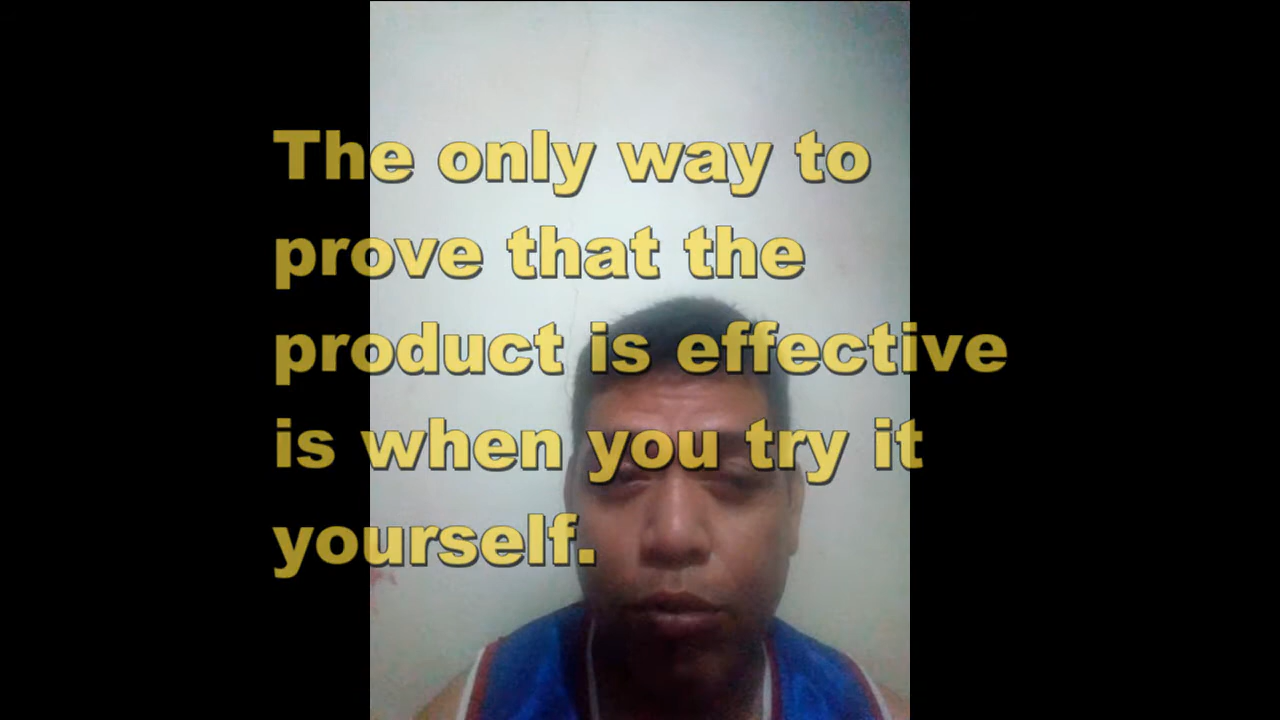 The only way to
prove that the
product is effective
is when you try it
yourself.